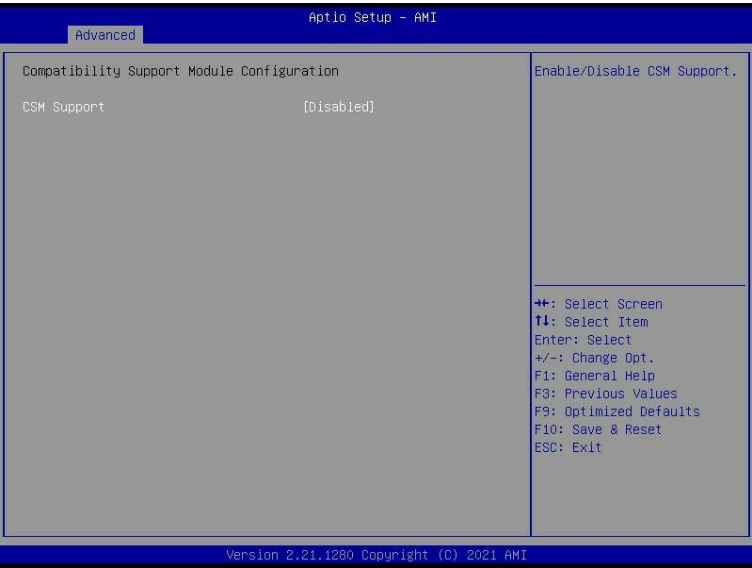 Aptio Setup – AMI
Advanced
Compatibility Support Module Configuration
CSM Support [Disabled]
Enable/Disable CSM Support.
→←: Select Screen
↑↓: Select Item
Enter: Select
+/-: Change Opt.
F1: General Help
F3: Previous Values
F9: Optimized Defaults
F10: Save & Reset
ESC: Exit
Version 2.21.1280 Copyright (C) 2021 AMI